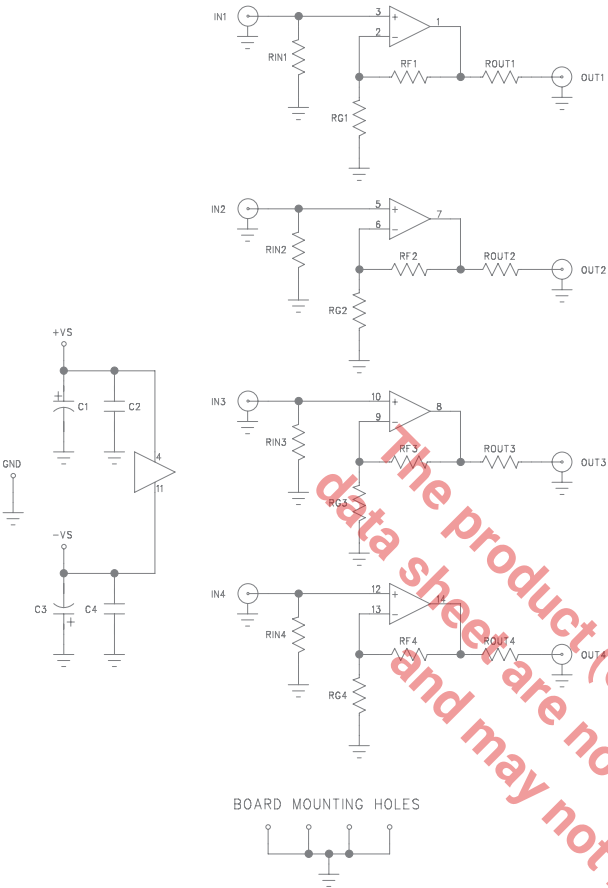 IN1
3
+
1
2
-
RIN1
RF1
ROUT1
OUT1
RG1
IN2
5
+
7
6
-
RIN2
RF2
ROUT2
OUT2
RG2
+VS
+
C1
C2
4
11
GND
-VS
C3
+
C4
IN3
10
+
8
9
-
RIN3
RF3
ROUT3
OUT3
RG3
IN4
12
+
14
13
-
RIN4
RF4
ROUT4
OUT4
RG4
BOARD MOUNTING HOLES
The product (
data sheet are no
and may not